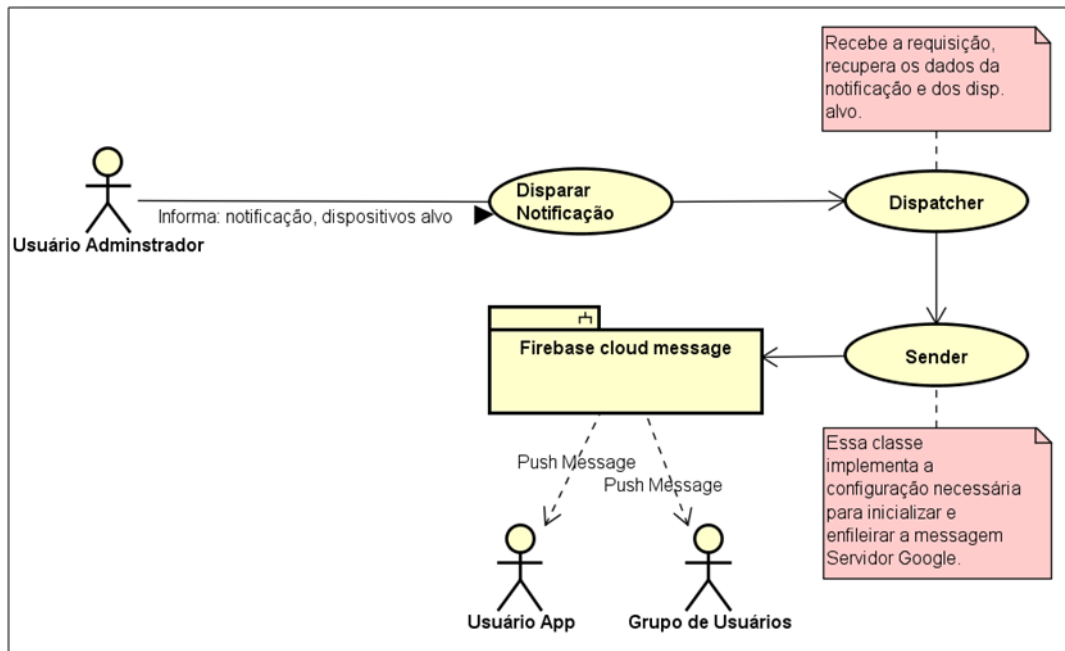 Recebe a requisição,
recupera os dados da
notificação e dos disp.
alvo.
Disparar
Notificação
Dispatcher
Informa: notificação, dispositivos alvo
Usuário Adminstrador
Firebase cloud message
Sender
Essa classe
implementa a
configuração necessária
para inicializar e
enfileirar a messagem
Servidor Google.
Push Message
Push Message
Usuário App
Grupo de Usuários